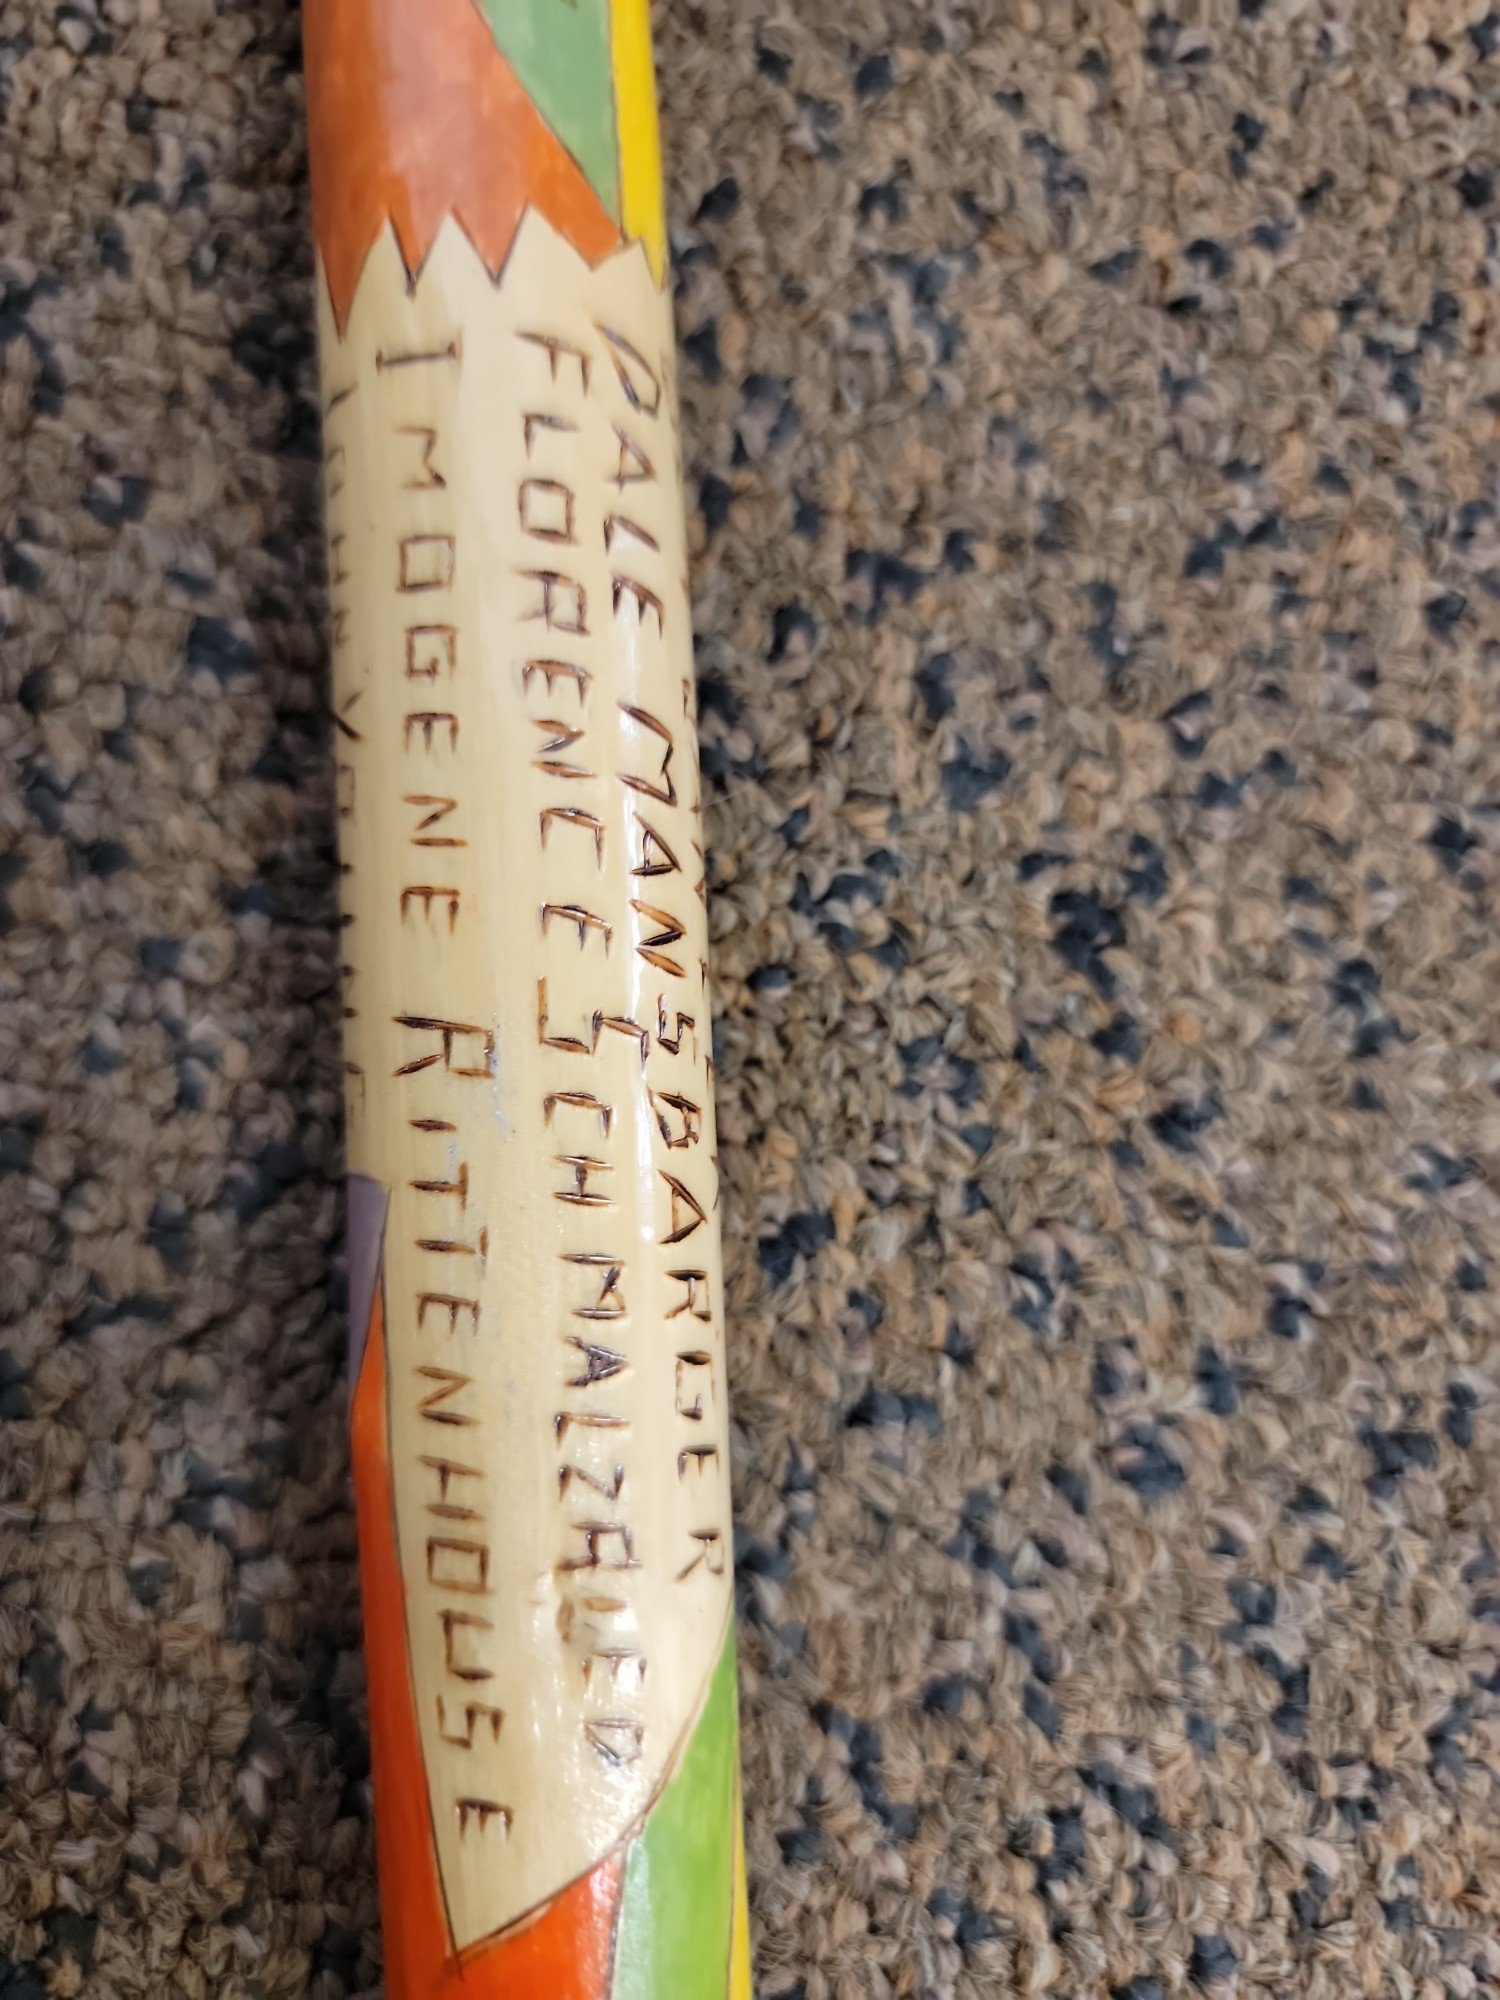 DALE MANSBARGER
FLORENCE SCHMALZRIED
IMOGENE RITTENHOUSE